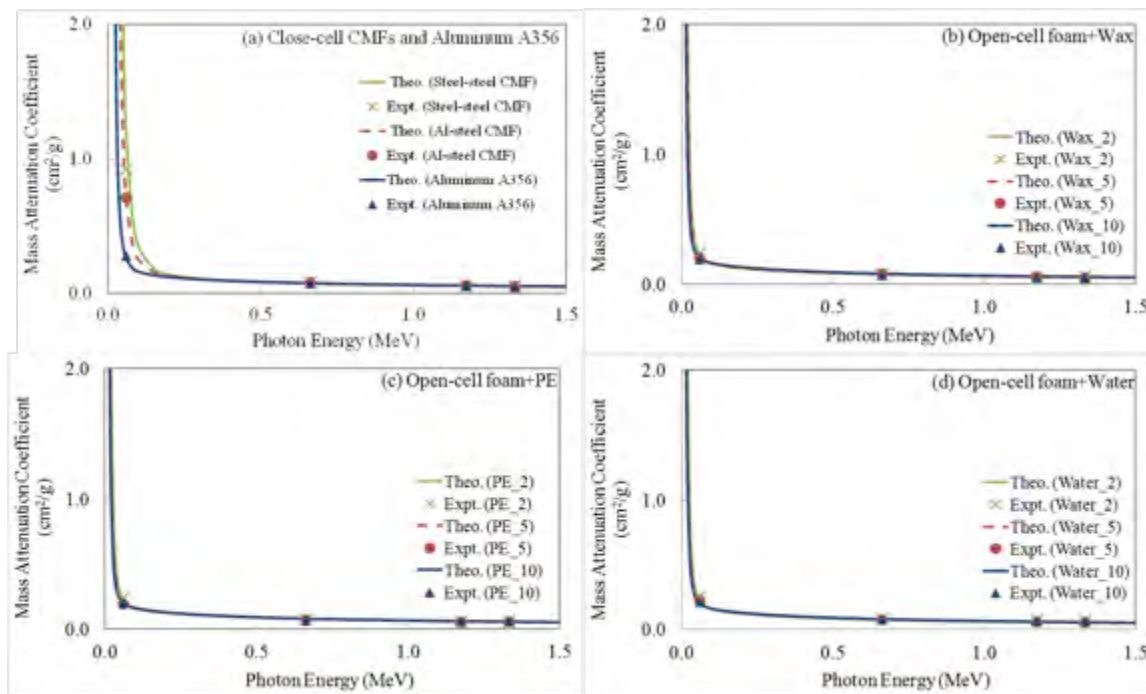 2.0
(a) Close-cell CMFs and Aluminum A356
Theo. (Steel-steel CMF)
Expt. (Steel-steel CMF)
Theo. (Al-steel CMF)
Expt. (Al-steel CMF)
Theo. (Aluminum A356)
Expt. (Aluminum A356)
1.0
0.0
Mass Attenuation Coefficient
(cm²/g)
0.0 0.5 1.0 1.5
Photon Energy (MeV)
2.0
(b) Open-cell foam+Wax
Theo. (Wax_2)
Expt. (Wax_2)
Theo. (Wax_5)
Expt. (Wax_5)
Theo. (Wax_10)
Expt. (Wax_10)
1.0
0.0
Mass Attenuation Coefficient
(cm²/g)
0.0 0.5 1.0 1.5
Photon Energy (MeV)
2.0
(c) Open-cell foam+PE
Theo. (PE_2)
Expt. (PE_2)
Theo. (PE_5)
Expt. (PE_5)
Theo. (PE_10)
Expt. (PE_10)
1.0
0.0
Mass Attenuation Coefficient
(cm²/g)
0.0 0.5 1.0 1.5
Photon Energy (MeV)
2.0
(d) Open-cell foam+Water
Theo. (Water_2)
Expt. (Water_2)
Theo. (Water_5)
Expt. (Water_5)
Theo. (Water_10)
Expt. (Water_10)
1.0
0.0
Mass Attenuation Coefficient
(cm²/g)
0.0 0.5 1.0 1.5
Photon Energy (MeV)